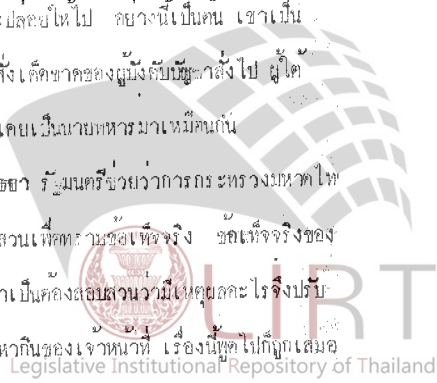 ะปล่อยให้ไป อย่างนี้เป็นต้น เขาเป็น
สั่งเด็ดขาดของผู้บังคับบัญชาสั่งไป ผู้ใต้
เคยเป็นนายทหารมาเหมือนกัน
ธยา รัฐมนตรีช่วยว่าการกระทรวงมหาดไท
สวนเพื่อทราบข้อเท็จจริง ข้อเท็จจริงของ
าเป็นต้องสอบสวนว่ามีเหตุผลอะไรจึงปรับ
หากินของเจ้าหน้าที่ เรื่องนี้พูดไปก็ถูกเสมอ
LIRT
Legislative Institutional Repository of Thailand